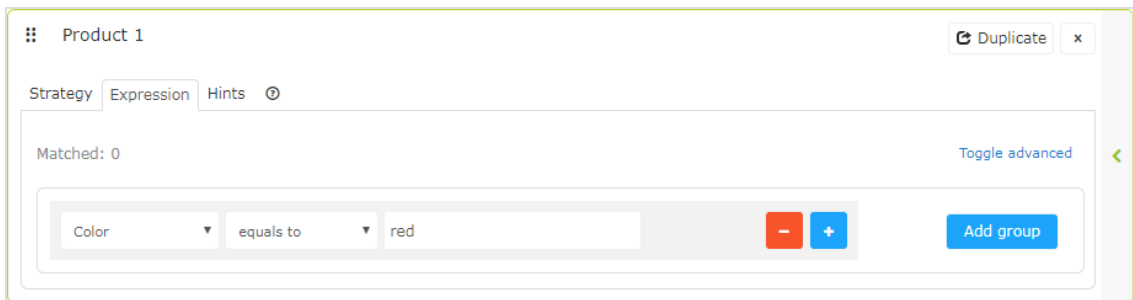 Product 1
Duplicate x
Strategy Expression Hints ?
Matched: 0 Toggle advanced
Color equals to red - + Add group